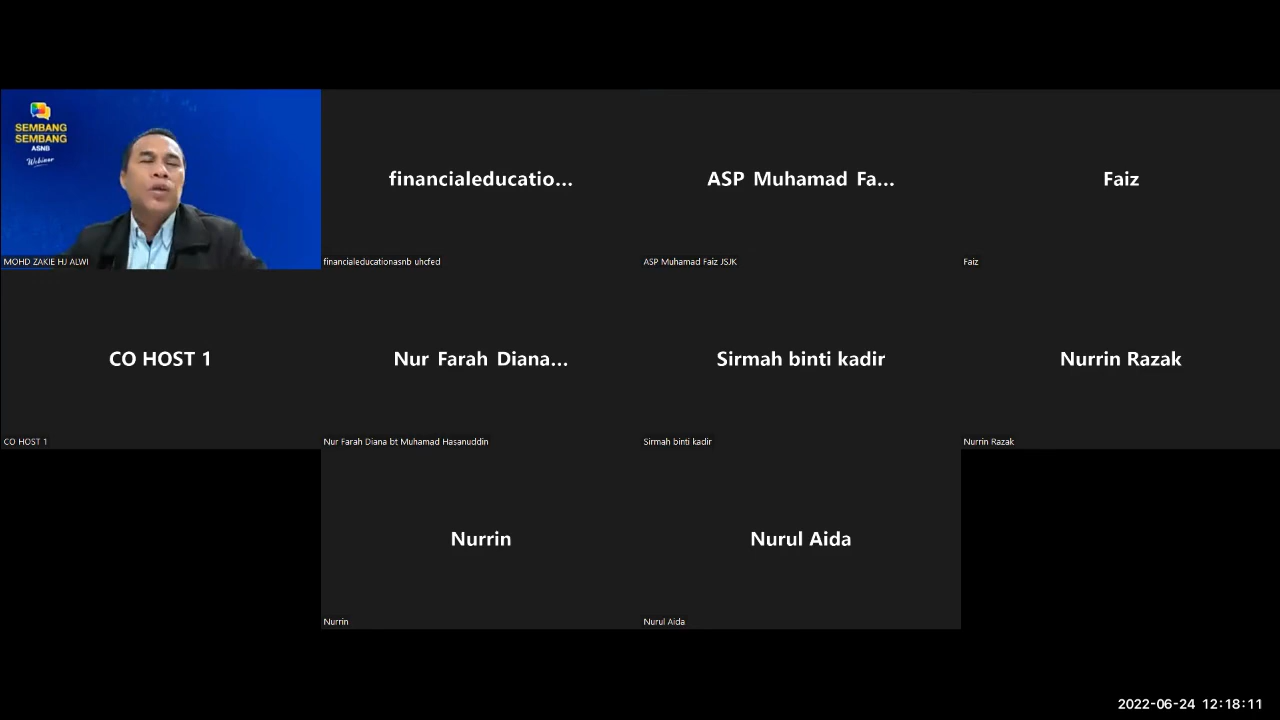 SEMBANG
SEMBANG
ASNB
Webinar
MOHD ZAKIE HJ ALWI
financialeducatio...
financialeducationasnb uhcfed
ASP Muhamad Fa...
ASP Muhamad Faiz JSJK
Faiz
Faiz
CO HOST 1
CO HOST 1
Nur Farah Diana...
Nur Farah Diana bt Muhamad Hasanuddin
Sirmah binti kadir
Sirmah binti kadir
Nurrin Razak
Nurrin Razak
Nurrin
Nurrin
Nurul Aida
Nurul Aida
2022-06-24 12:18:11